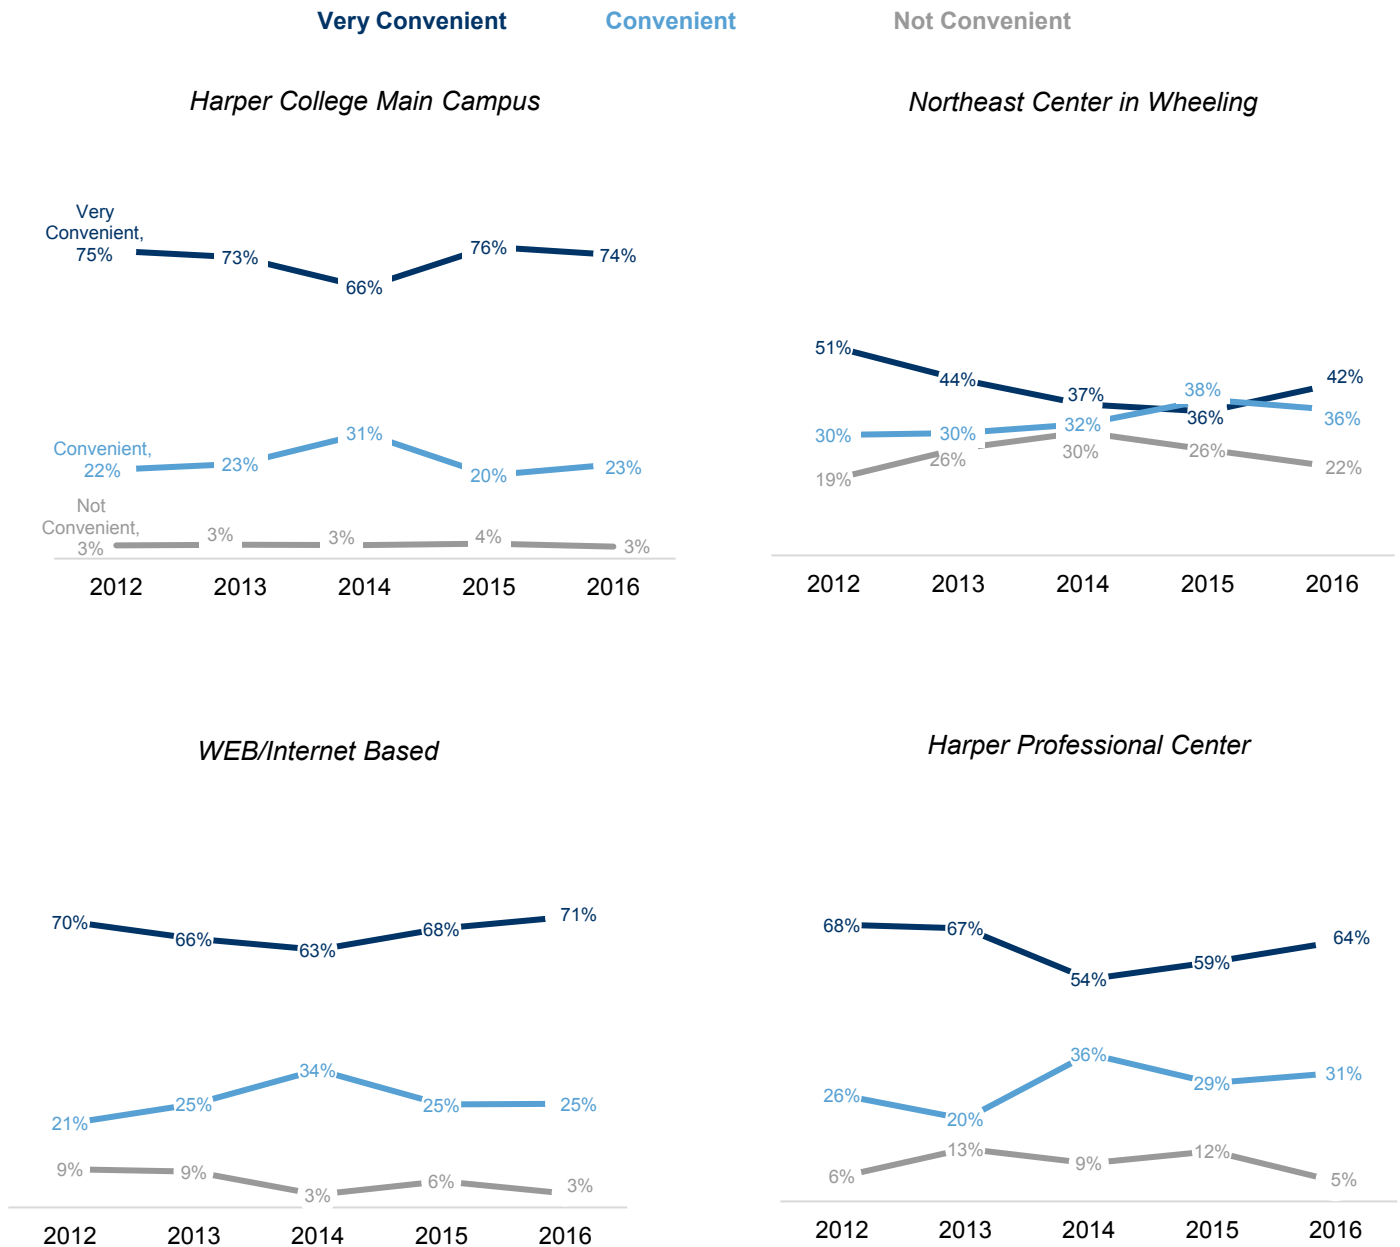 Very Convenient Convenient Not Convenient
Harper College Main Campus
Very
Convenient,
75% 73% 66% 76% 74%
Convenient,
22% 23% 31% 20% 23%
Not
Convenient,
3% 3% 3% 4% 3%
2012 2013 2014 2015 2016
Northeast Center in Wheeling
51% 44% 37% 36% 42%
30% 30% 32% 38% 36%
19% 26% 30% 26% 22%
2012 2013 2014 2015 2016
WEB/Internet Based
70% 66% 63% 68% 71%
21% 25% 34% 25% 25%
9% 9% 3% 6% 3%
2012 2013 2014 2015 2016
Harper Professional Center
68% 67% 54% 59% 64%
26% 20% 36% 29% 31%
6% 13% 9% 12% 5%
2012 2013 2014 2015 2016